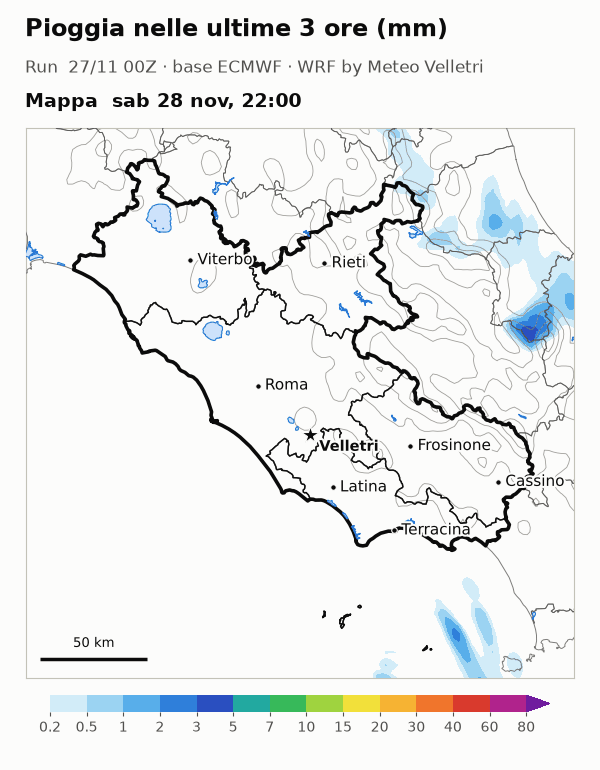 Pioggia nelle ultime 3 ore (mm)
Run  27/11 00Z · base ECMWF · WRF by Meteo Velletri
Mappa  sab 28 nov, 22:00
Viterbo
Rieti
Roma
Velletri
Frosinone
Latina
Cassino
Terracina
50 km
0.2 0.5 1 2 3 5 7 10 15 20 30 40 60 80